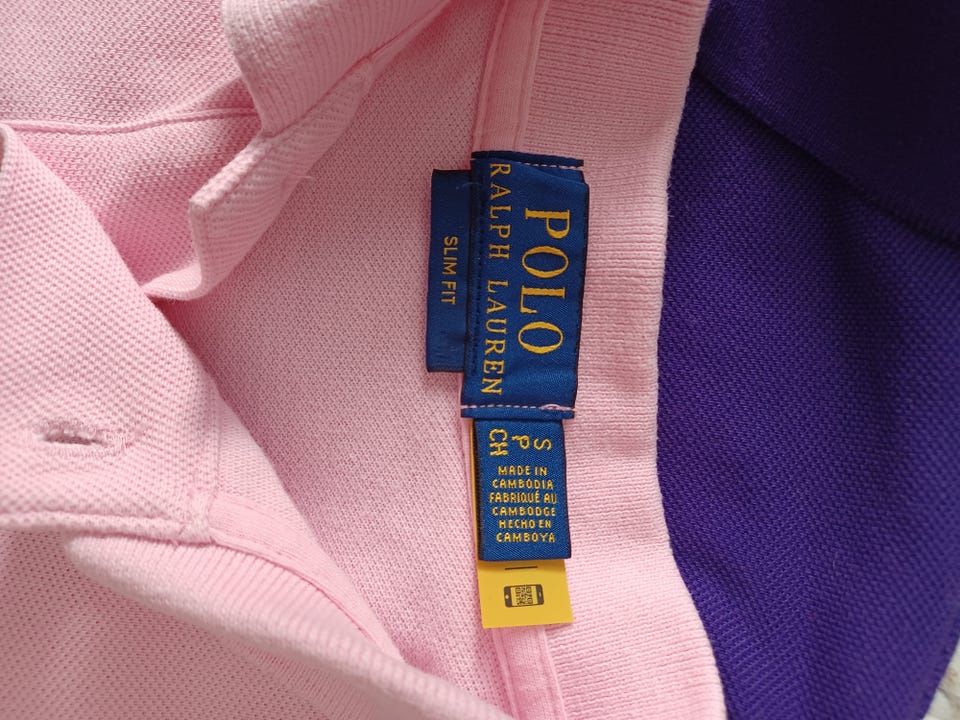 POLO
RALPH LAUREN
SLIM FIT
S
P
CH
MADE IN
CAMBODIA
FABRIQUÉ AU
CAMBODGE
HECHO EN
CAMBOYA